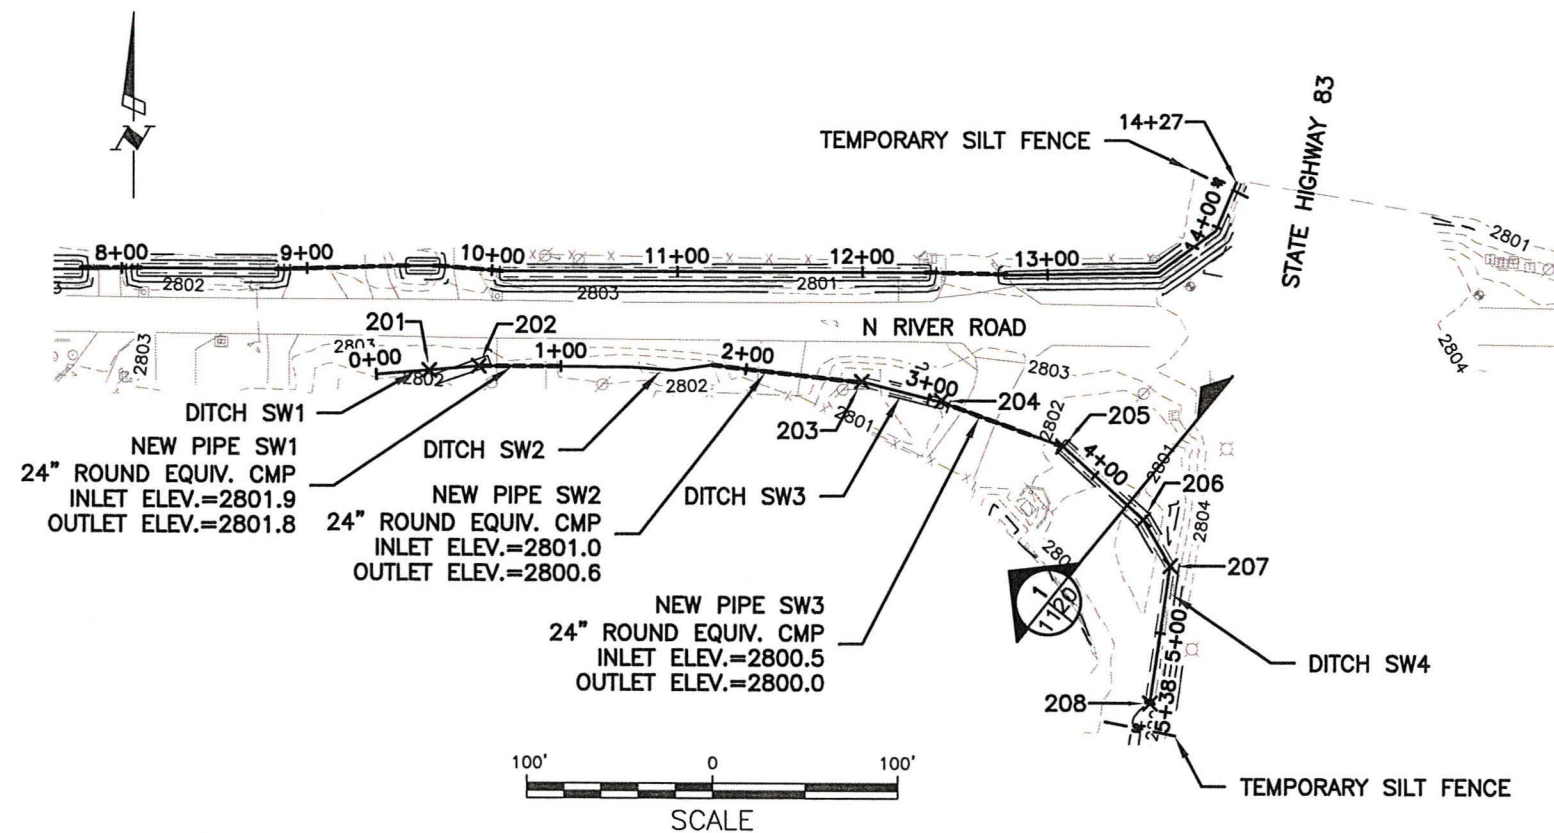 N
TEMPORARY SILT FENCE
14+27
STATE HIGHWAY 83
14+00
8+00
9+00
10+00
11+00
12+00
13+00
2801
2802
2803
2801
N RIVER ROAD
2804
2803
2803
201
202
0+00
2802
1+00
2+00
2802
3+00
2803
204
203
2801
2802
205
4+00
2801
206
2804
207
DITCH SW1
NEW PIPE SW1
24" ROUND EQUIV. CMP
INLET ELEV.=2801.9
OUTLET ELEV.=2801.8
DITCH SW2
NEW PIPE SW2
24" ROUND EQUIV. CMP
INLET ELEV.=2801.0
OUTLET ELEV.=2800.6
DITCH SW3
NEW PIPE SW3
24" ROUND EQUIV. CMP
INLET ELEV.=2800.5
OUTLET ELEV.=2800.0
1
11 20
5+00
DITCH SW4
208
5+38
TEMPORARY SILT FENCE
100' 0 100'
SCALE